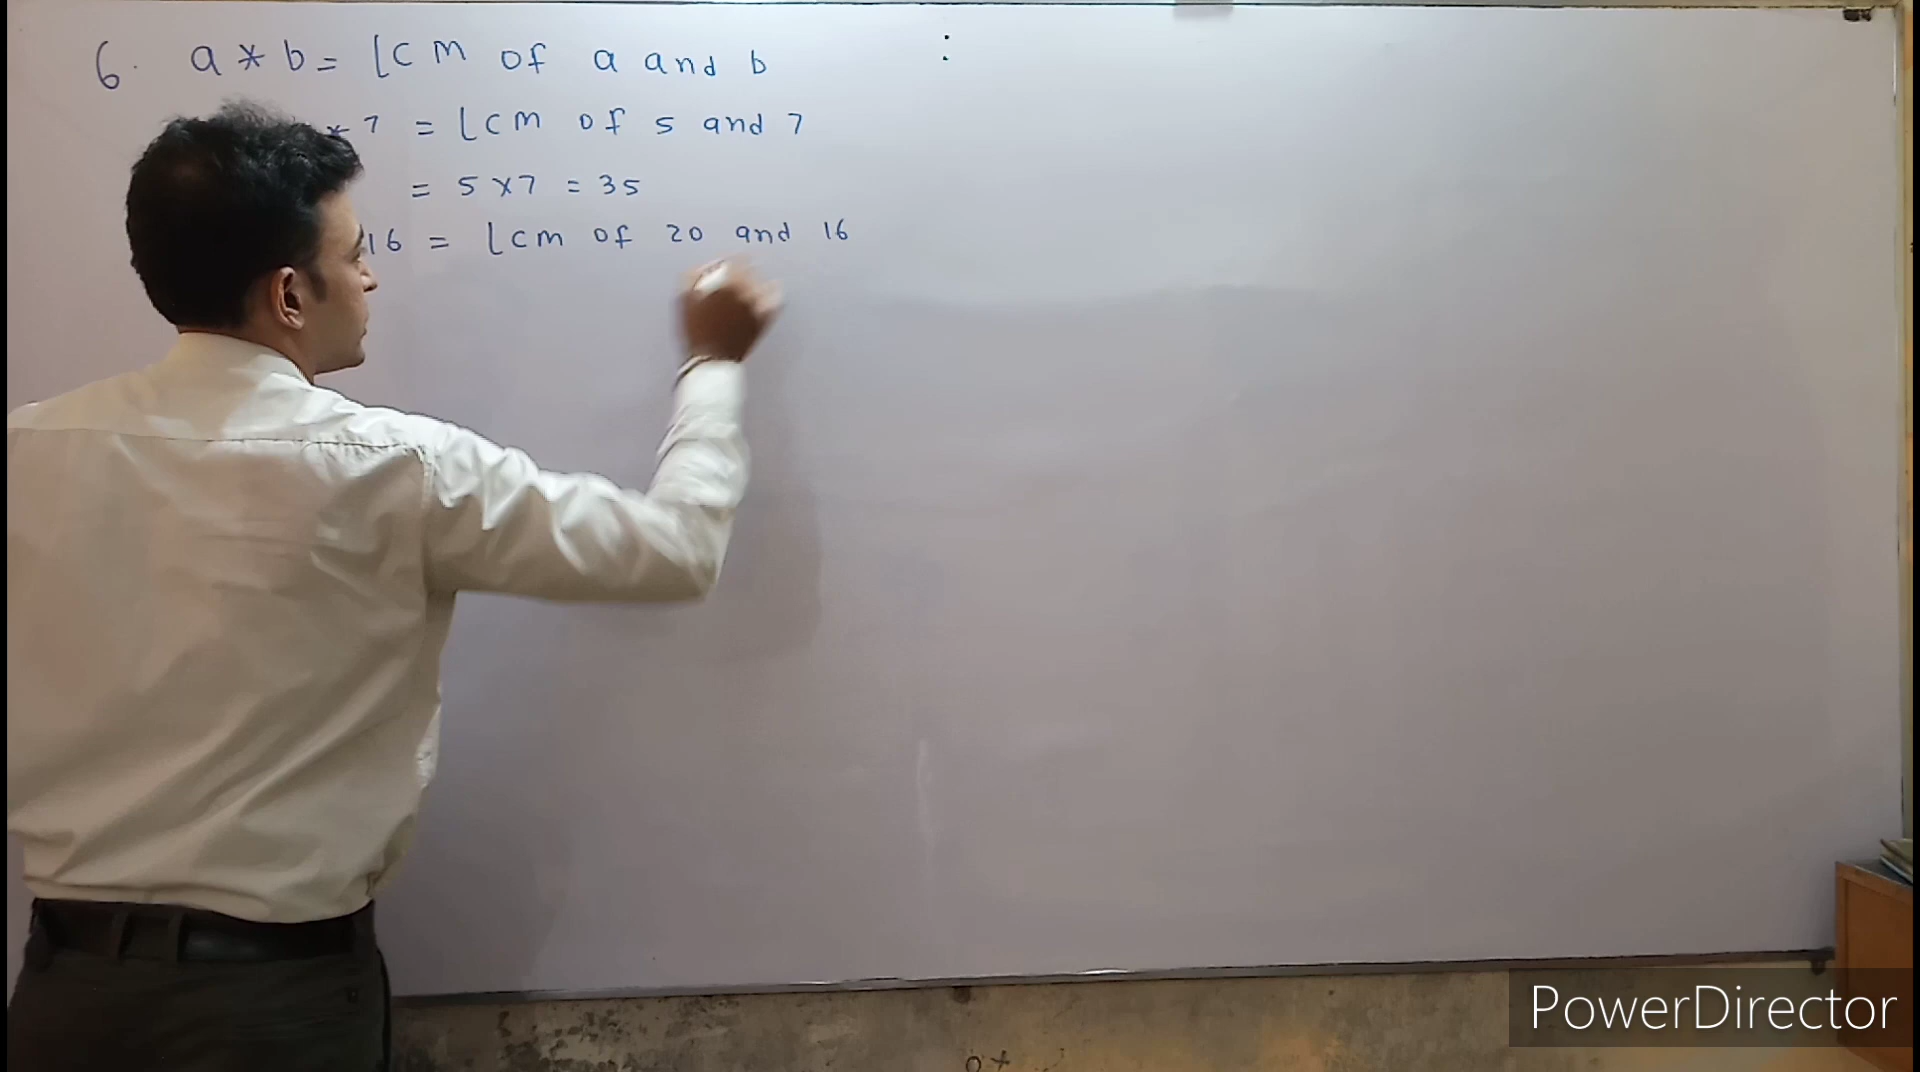 6. a * b = lcm of a and b
* 7 = lcm of 5 and 7
= 5 x 7 = 35
16 = lcm of 20 and 16
PowerDirector